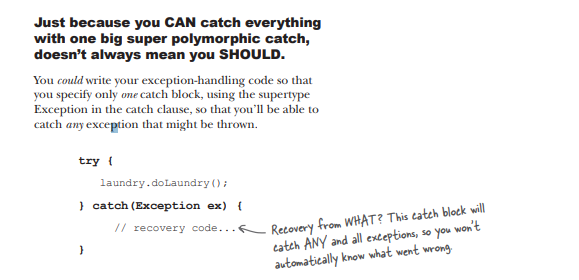 Just because you CAN catch everything
with one big super polymorphic catch,
doesn't always mean you SHOULD.
You could write your exception-handling code so that
you specify only one catch block, using the supertype
Exception in the catch clause, so that you'll be able to
catch any exception that might be thrown.
try {
laundry.doLaundry();
} catch(Exception ex) {
// recovery code...
}
Recovery from WHAT? This catch block will
catch ANY and all exceptions, so you won't
automatically know what went wrong.